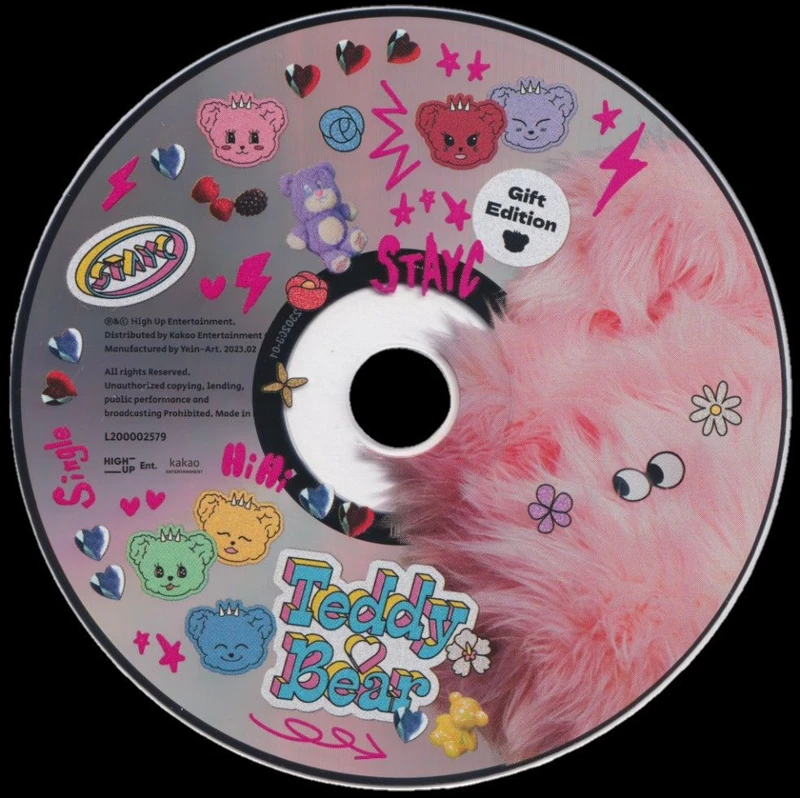 Gift
Edition
STAYC
STAYC
℗&© High Up Entertainment.
Distributed by Kakao Entertainment
Manufactured by Yein-Art. 2023.02
All rights Reserved.
Unauthorized copying, lending,
public performance and
broadcasting Prohibited. Made in
L200002579
HIGH
UP Ent.
kakao
ENTERTAINMENT
Single
HiHi
Teddy
Bear